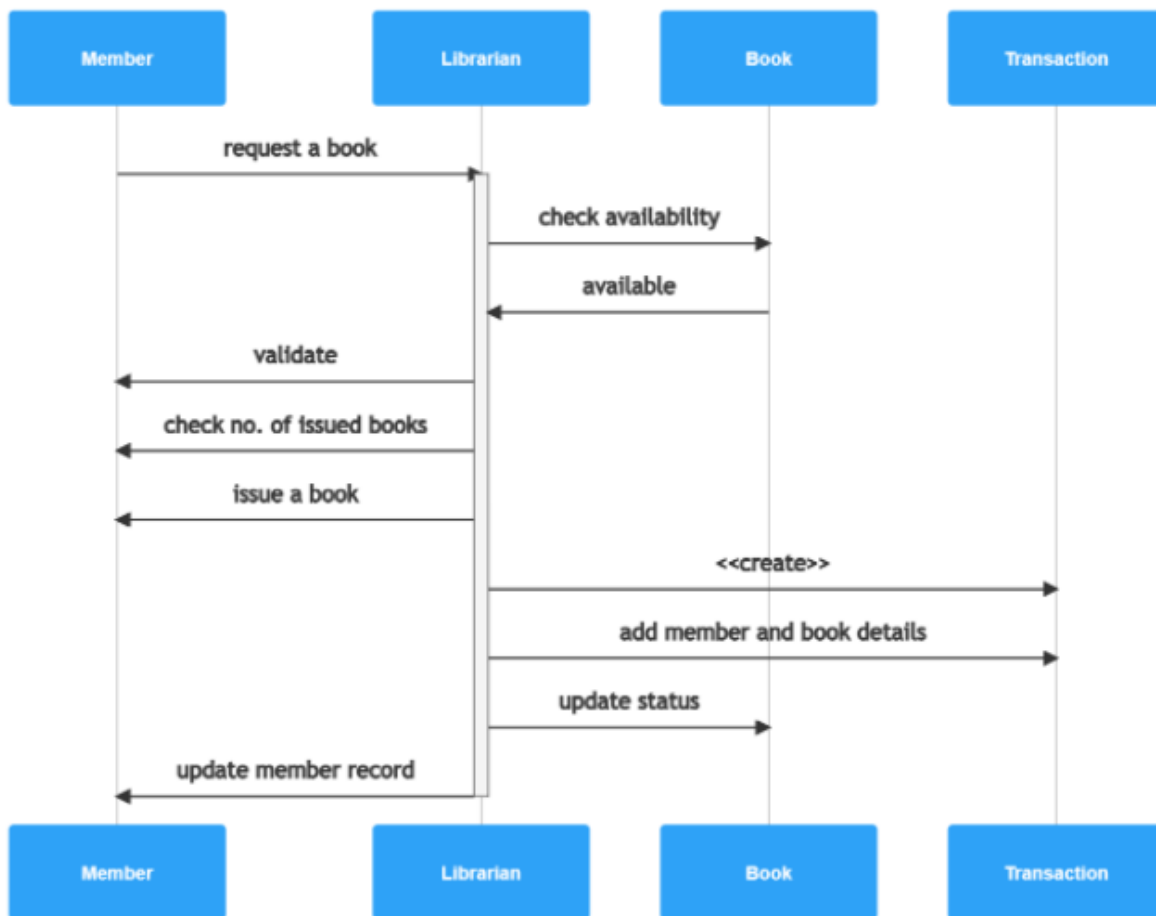 Member Librarian Book Transaction
request a book
check availability
available
validate
check no. of issued books
issue a book
<<create>>
add member and book details
update status
update member record
Member Librarian Book Transaction